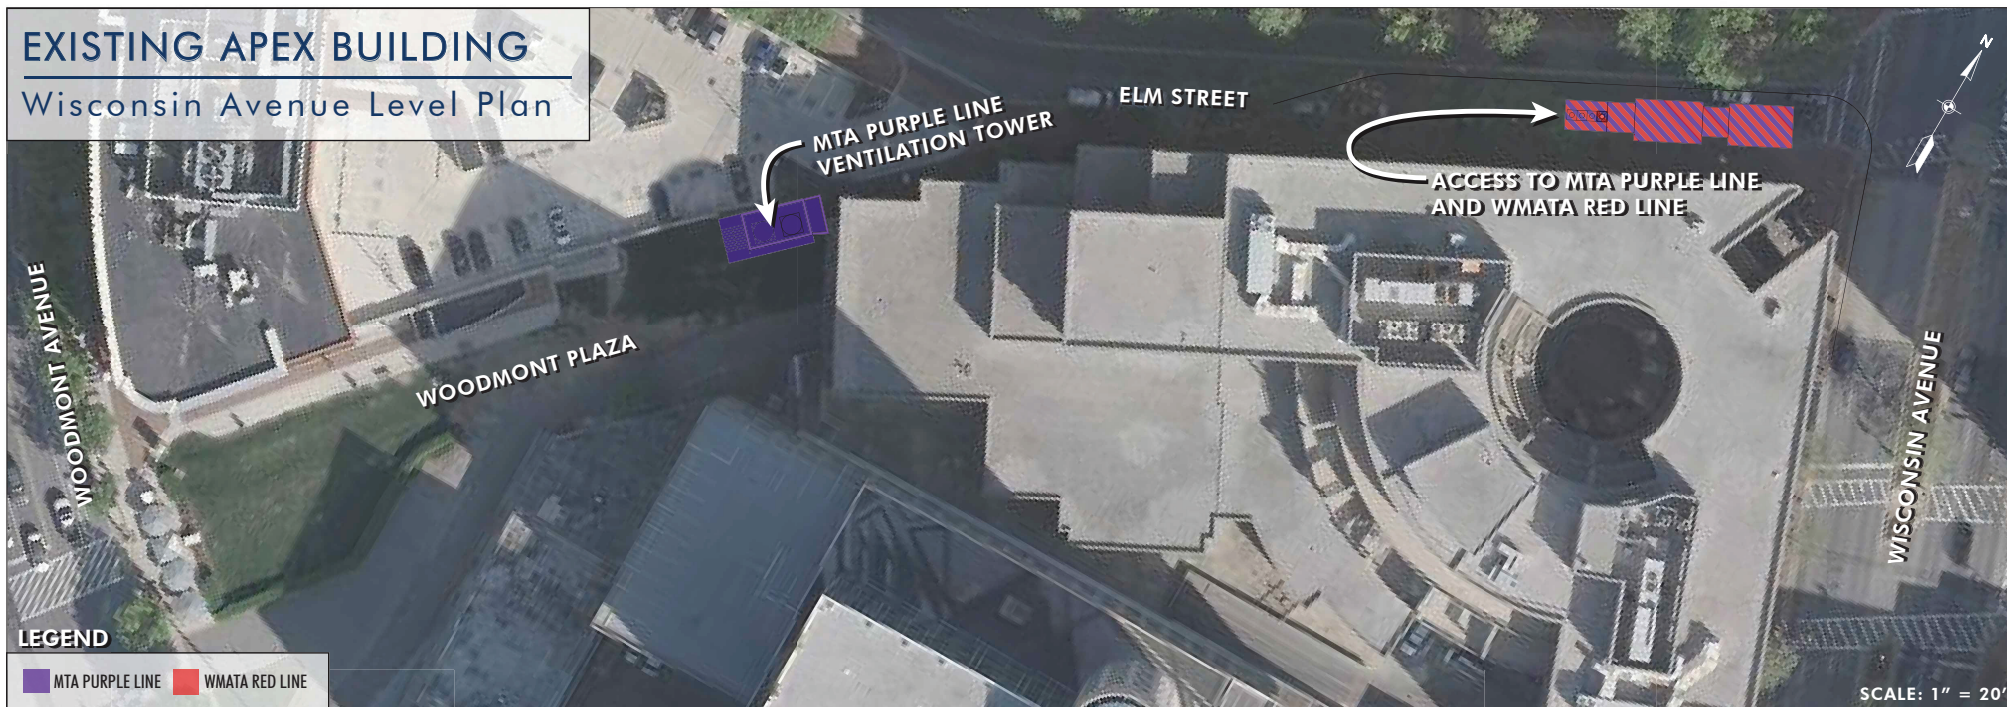 EXISTING APEX BUILDING
Wisconsin Avenue Level Plan
N
ELM STREET
MTA PURPLE LINE
VENTILATION TOWER
ACCESS TO MTA PURPLE LINE
AND WMATA RED LINE
WOODMONT AVENUE
WOODMONT PLAZA
WISCONSIN AVENUE
LEGEND
MTA PURPLE LINE
WMATA RED LINE
SCALE: 1" = 20'